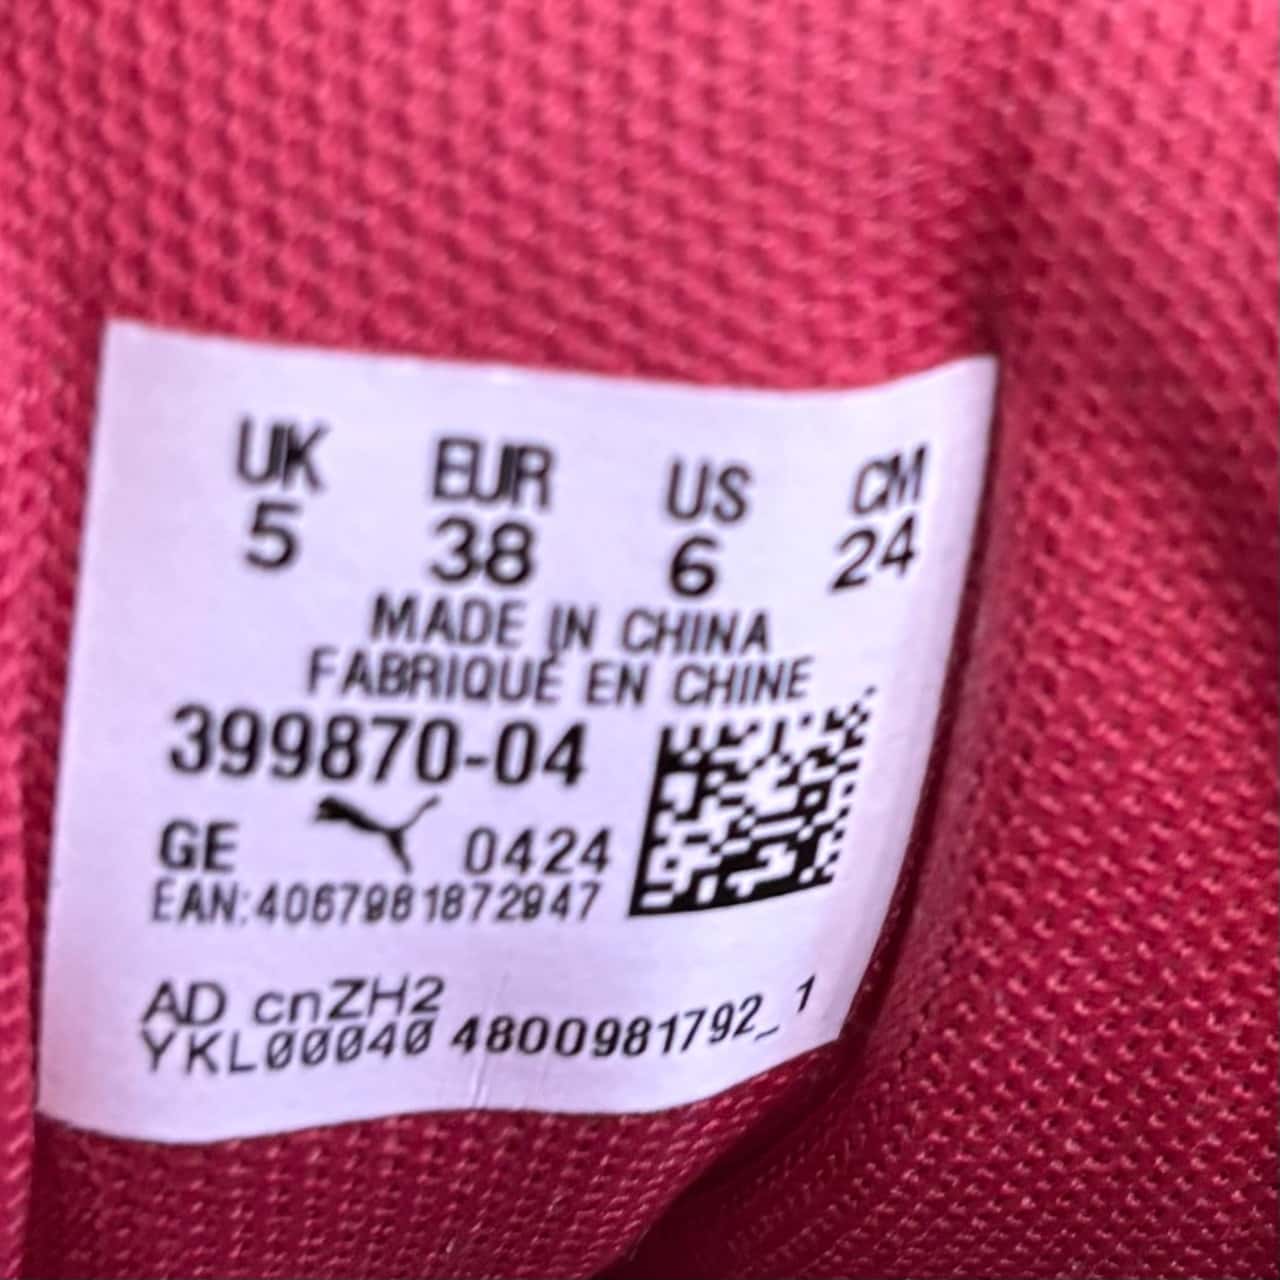 UK EUR US CM
5 38 6 24
MADE IN CHINA
FABRIQUÉ EN CHINE
399870-04
GE 0424
EAN:4067981872947
AD cnZH2
YKL00040 4800981792_1